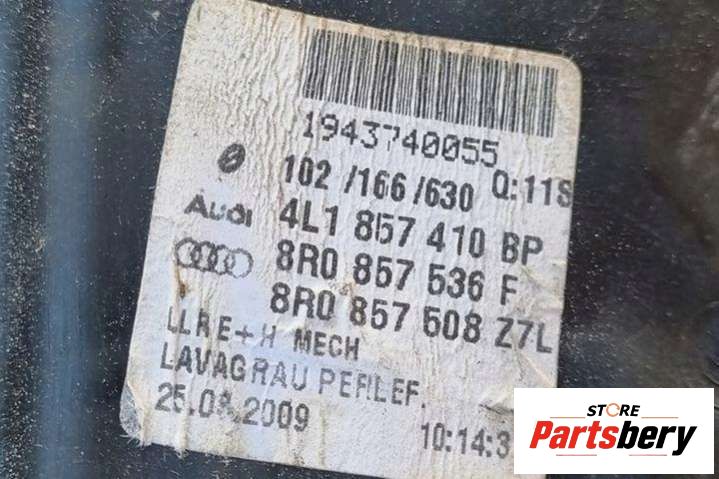 1943740055
102/166/630 Q:11S
Audi 4L1 857 410 BP
8R0 857 536 F
8R0 857 508 Z7L
LLRE+H MECH
LAVAGRAU PERLEF.
2009
10:14:3
STORE
Partsbery